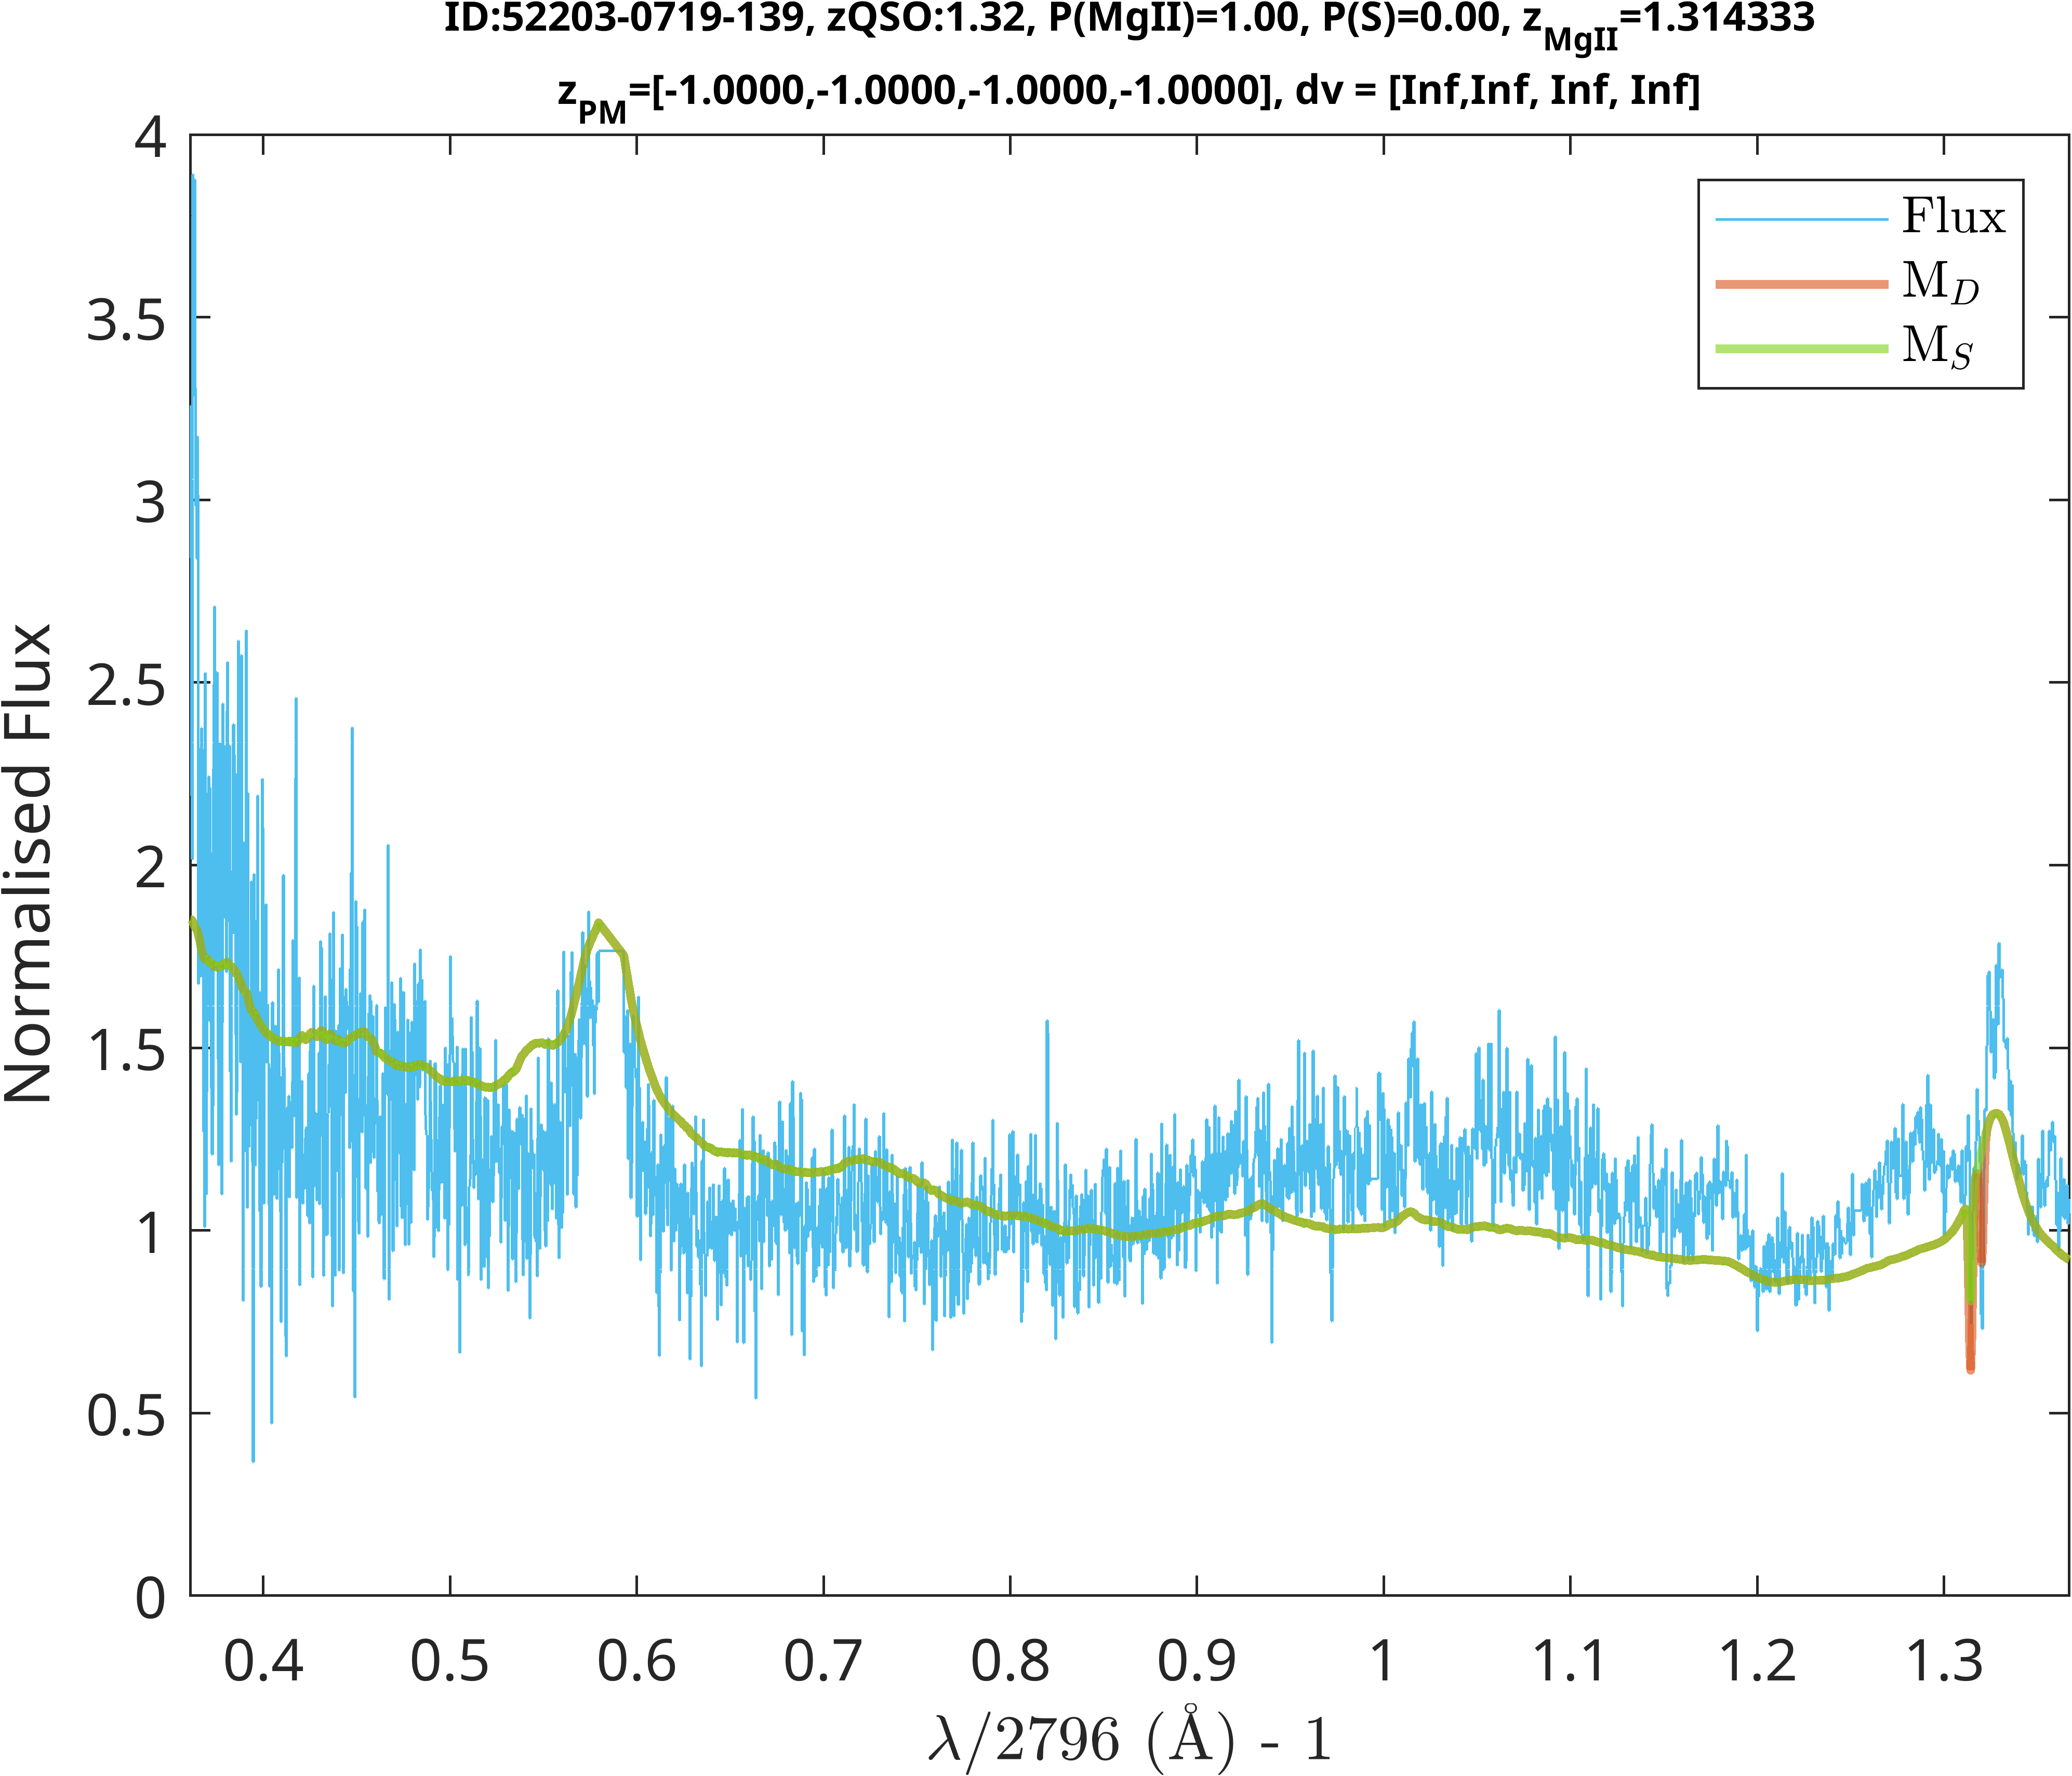 ID:52203-0719-139, zQSO:1.32, P(MgII)=1.00, P(S)=0.00, zMgII=1.314333
zPM=[-1.0000,-1.0000,-1.0000,-1.0000], dv = [Inf,Inf, Inf, Inf]
4
3.5
3
2.5
2
1.5
1
0.5
0
Normalised Flux
Flux
MD
MS
0.4 0.5 0.6 0.7 0.8 0.9 1 1.1 1.2 1.3
λ/2796 (Å) - 1